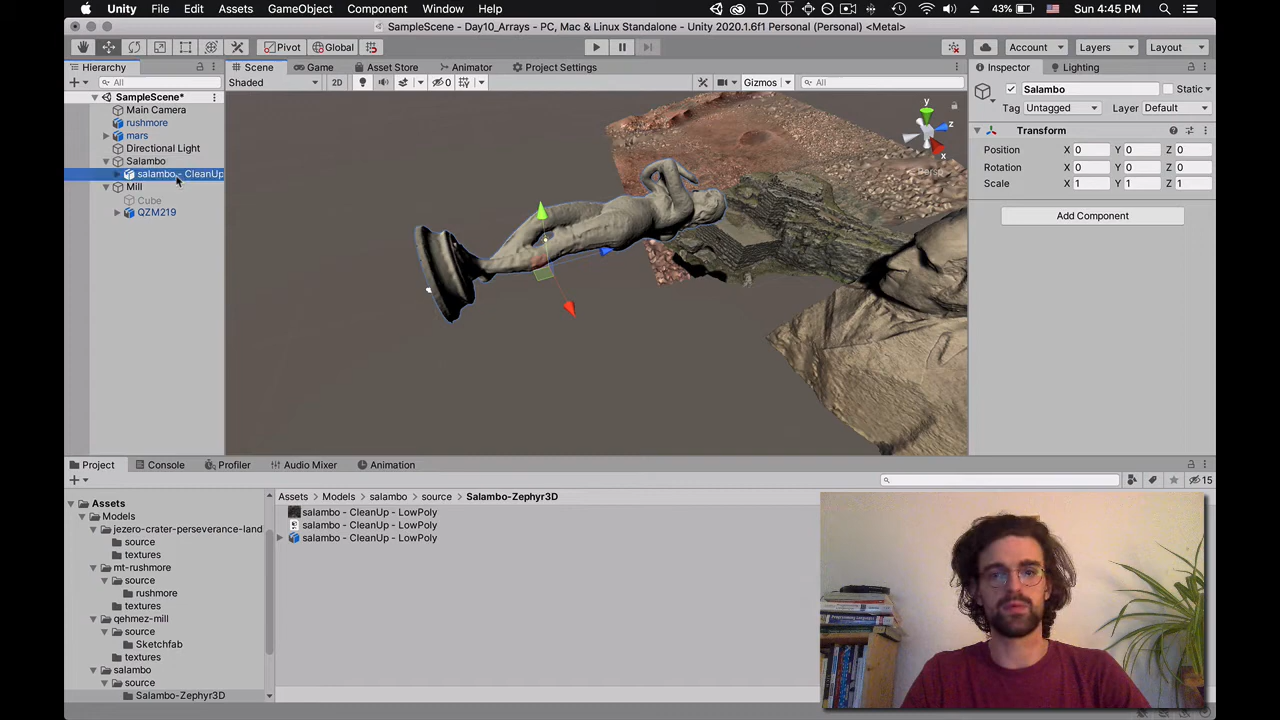 Unity File Edit Assets GameObject Component Window Help 43% Sun 4:45 PM
SampleScene - Day10_Arrays - PC, Mac & Linux Standalone - Unity 2020.1.6f1 Personal (Personal) <Metal>
Pivot Global Account Layers Layout
Hierarchy Scene Game Asset Store Animator Project Settings Inspector Lighting
All Shaded 2D 0 Gizmos All
Salambo Static
SampleScene*
Tag Untagged Layer Default
Main Camera
rushmore
mars
Directional Light
Salambo
salambo - CleanUp
Mill
Cube
QZM219
y
z
x
Persp
Transform
Position X 0 Y 0 Z 0
Rotation X 0 Y 0 Z 0
Scale X 1 Y 1 Z 1
Add Component
Project Console Profiler Audio Mixer Animation
15
Assets
Models
jezero-crater-perseverance-land
source
textures
mt-rushmore
source
rushmore
textures
qehmez-mill
source
Sketchfab
textures
salambo
source
Salambo-Zephyr3D
Assets Models salambo source Salambo-Zephyr3D
salambo - CleanUp - LowPoly
salambo - CleanUp - LowPoly
salambo - CleanUp - LowPoly